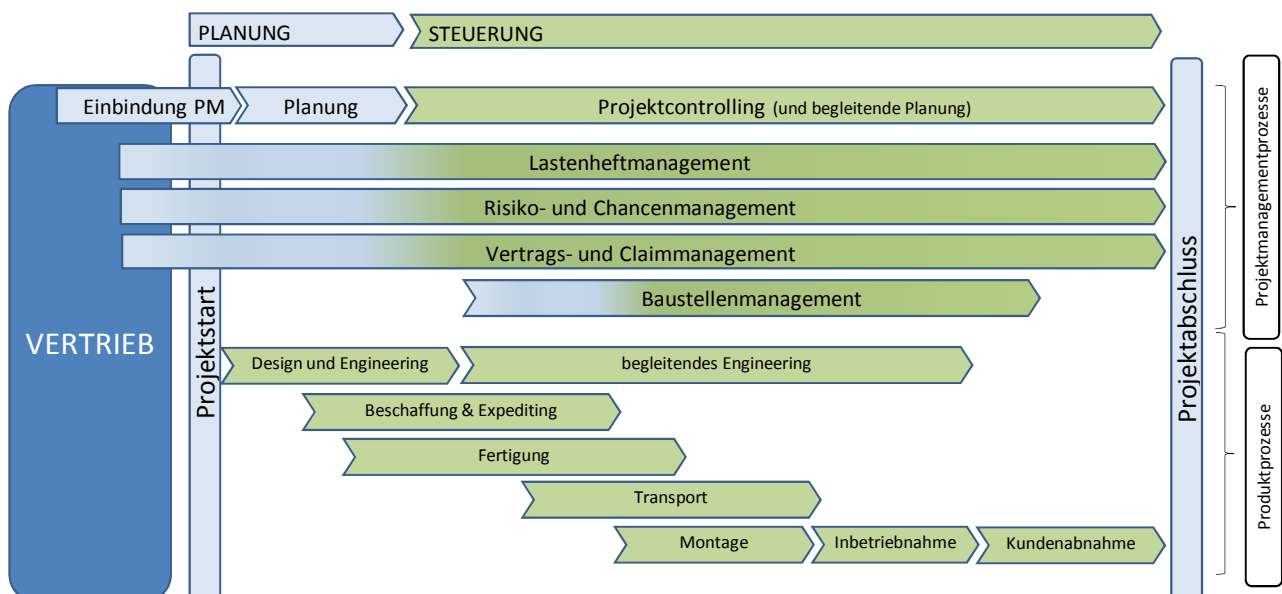 PLANUNG
STEUERUNG
Einbindung PM
Planung
Projektcontrolling (und begleitende Planung)
Lastenheftmanagement
Risiko- und Chancenmanagement
Vertrags- und Claimmanagement
Baustellenmanagement
VERTRIEB
Projektstart
Design und Engineering
begleitendes Engineering
Beschaffung & Expediting
Fertigung
Transport
Montage
Inbetriebnahme
Kundenabnahme
Projektabschluss
Projektmanagementprozesse
Produktprozesse